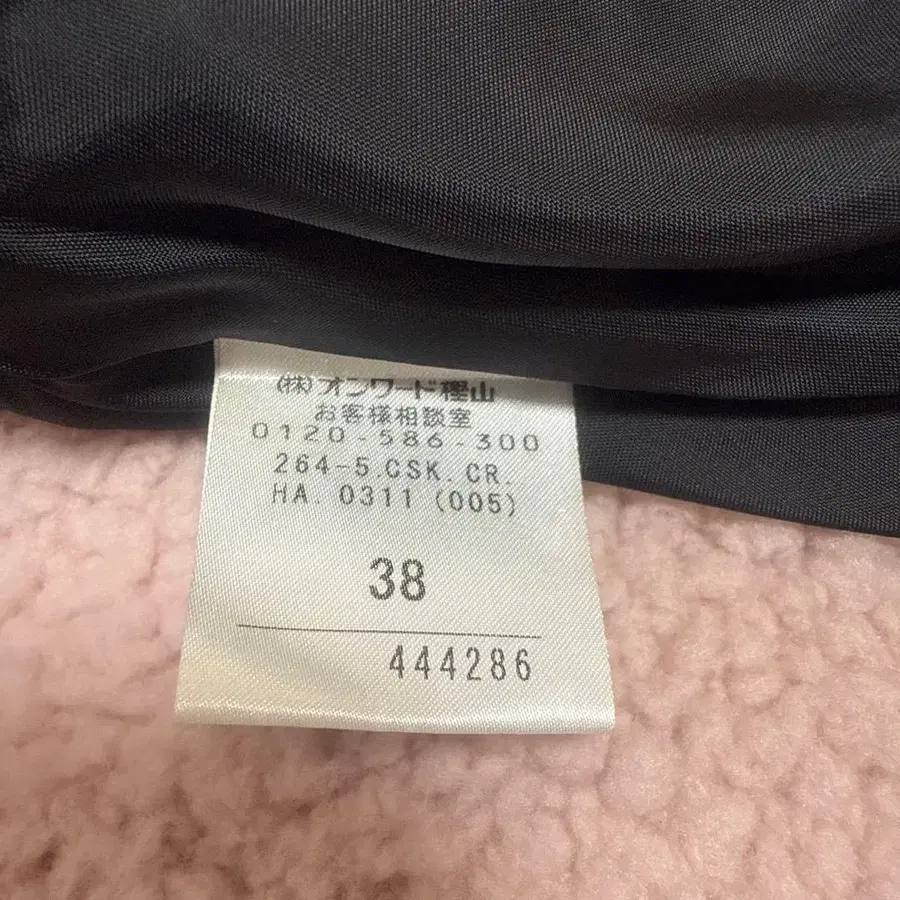 (株)オンワード樫山
お客様相談室
0120-586-300
264-5.CSK.CR.
HA. 0311 (005)
38
444286